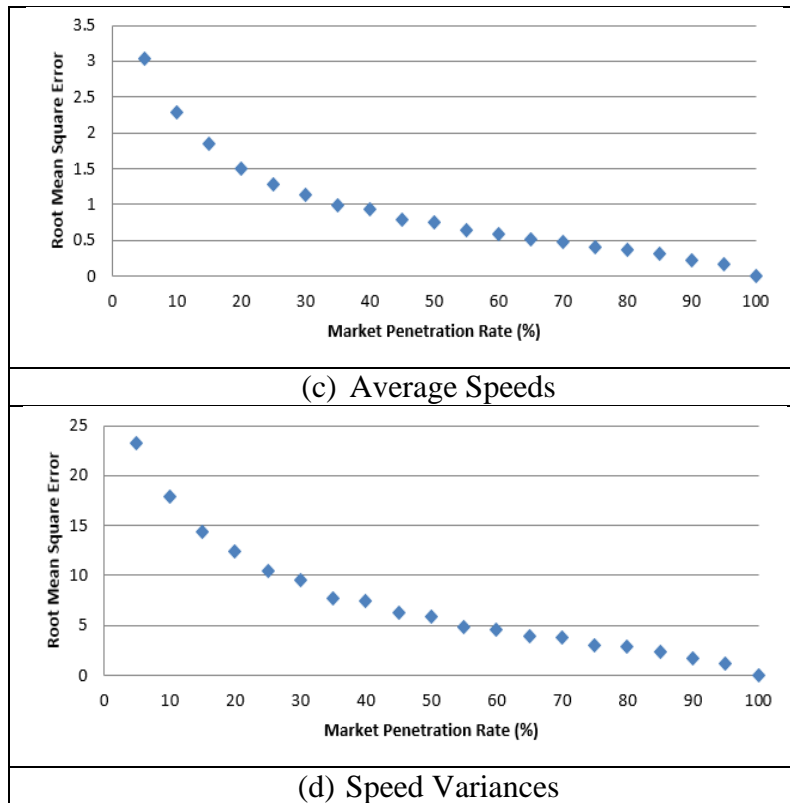 3.5
3
2.5
2
1.5
1
0.5
0
Root Mean Square Error
0 10 20 30 40 50 60 70 80 90 100
Market Penetration Rate (%)
(c) Average Speeds
25
20
15
10
5
0
Root Mean Square Error
0 10 20 30 40 50 60 70 80 90 100
Market Penetration Rate (%)
(d) Speed Variances